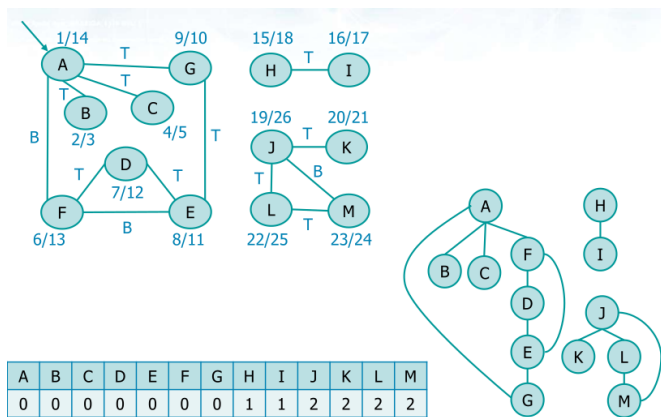 1/14 9/10 15/18 16/17
A T G H T I
T T
B C
2/3 4/5 19/26 20/21
B T J T K
D B
T 7/12 T T
F E L M
B T
6/13 8/11 22/25 23/24
A H
B C F I
D J
E K L
G M
A B C D E F G H I J K L M
0 0 0 0 0 0 0 1 1 2 2 2 2